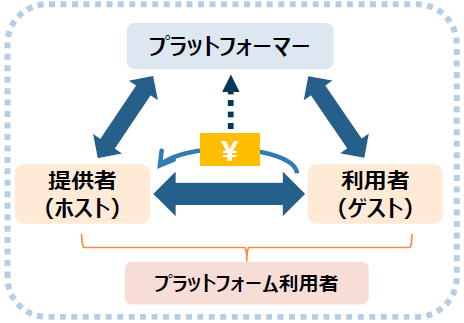 プラットフォーマー
¥
提供者
（ホスト）
利用者
（ゲスト）
プラットフォーム利用者